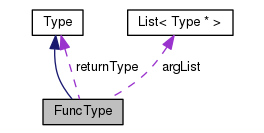 Type
List< Type * >
returnType
argList
FuncType